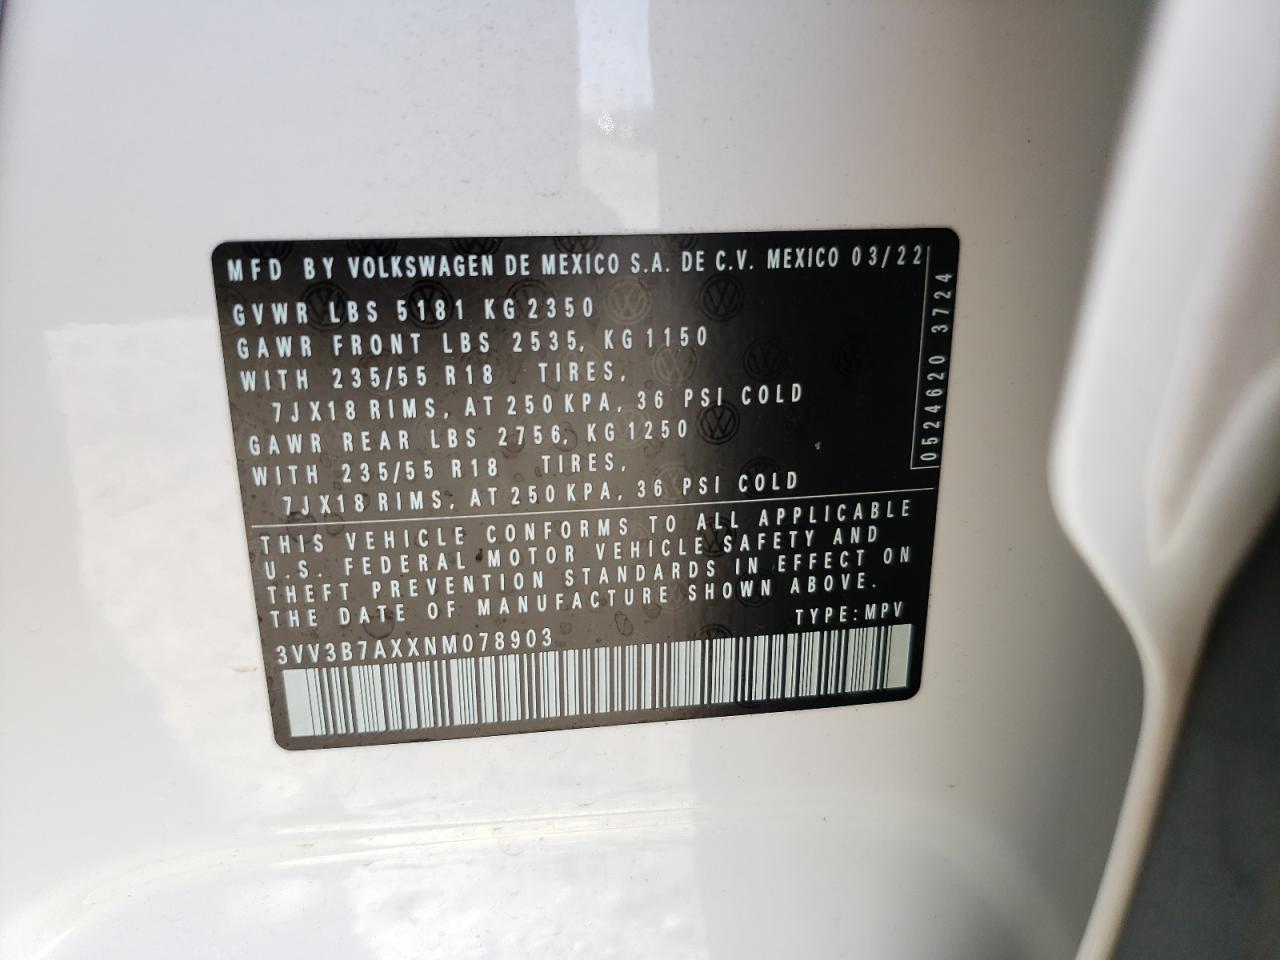 MFD BY VOLKSWAGEN DE MEXICO S.A. DE C.V. MEXICO 03/22
GVWR LBS 5181 KG 2350
GAWR FRONT LBS 2535, KG 1150
WITH 235/55 R18 TIRES,
7JX18 RIMS, AT 250 KPA, 36 PSI COLD
GAWR REAR LBS 2756, KG 1250
WITH 235/55 R18 TIRES,
7JX18 RIMS, AT 250 KPA, 36 PSI COLD
0524620 3724
THIS VEHICLE CONFORMS TO ALL APPLICABLE
U.S. FEDERAL MOTOR VEHICLE SAFETY AND
THEFT PREVENTION STANDARDS IN EFFECT ON
THE DATE OF MANUFACTURE SHOWN ABOVE.
TYPE: MPV
3VV3B7AXXNM078903